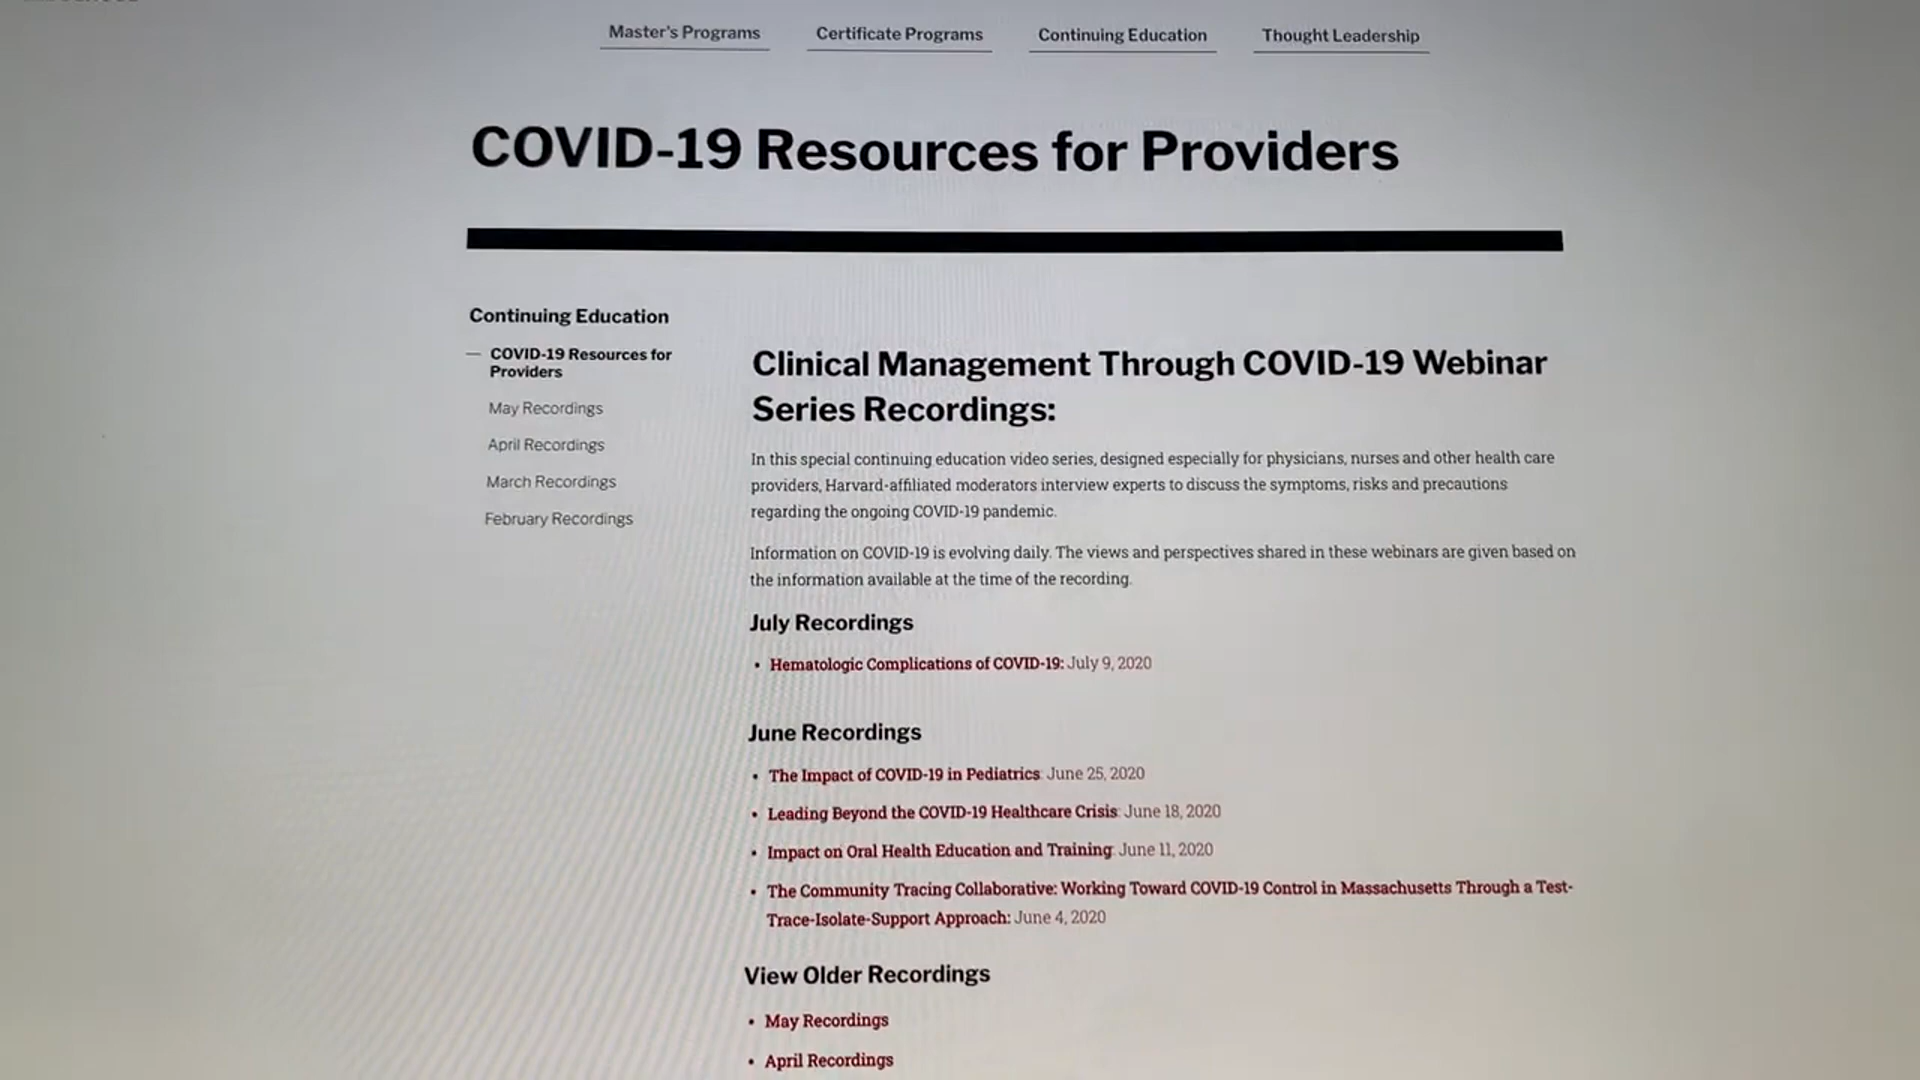 Master's Programs Certificate Programs Continuing Education Thought Leadership
COVID-19 Resources for Providers
Continuing Education
— COVID-19 Resources for
Providers
May Recordings
April Recordings
March Recordings
February Recordings
Clinical Management Through COVID-19 Webinar
Series Recordings:
In this special continuing education video series, designed especially for physicians, nurses and other health care
providers, Harvard-affiliated moderators interview experts to discuss the symptoms, risks and precautions
regarding the ongoing COVID-19 pandemic.
Information on COVID-19 is evolving daily. The views and perspectives shared in these webinars are given based on
the information available at the time of the recording.
July Recordings
• Hematologic Complications of COVID-19: July 9, 2020
June Recordings
• The Impact of COVID-19 in Pediatrics: June 25, 2020
• Leading Beyond the COVID-19 Healthcare Crisis: June 18, 2020
• Impact on Oral Health Education and Training: June 11, 2020
• The Community Tracing Collaborative: Working Toward COVID-19 Control in Massachusetts Through a Test-
Trace-Isolate-Support Approach: June 4, 2020
View Older Recordings
• May Recordings
• April Recordings